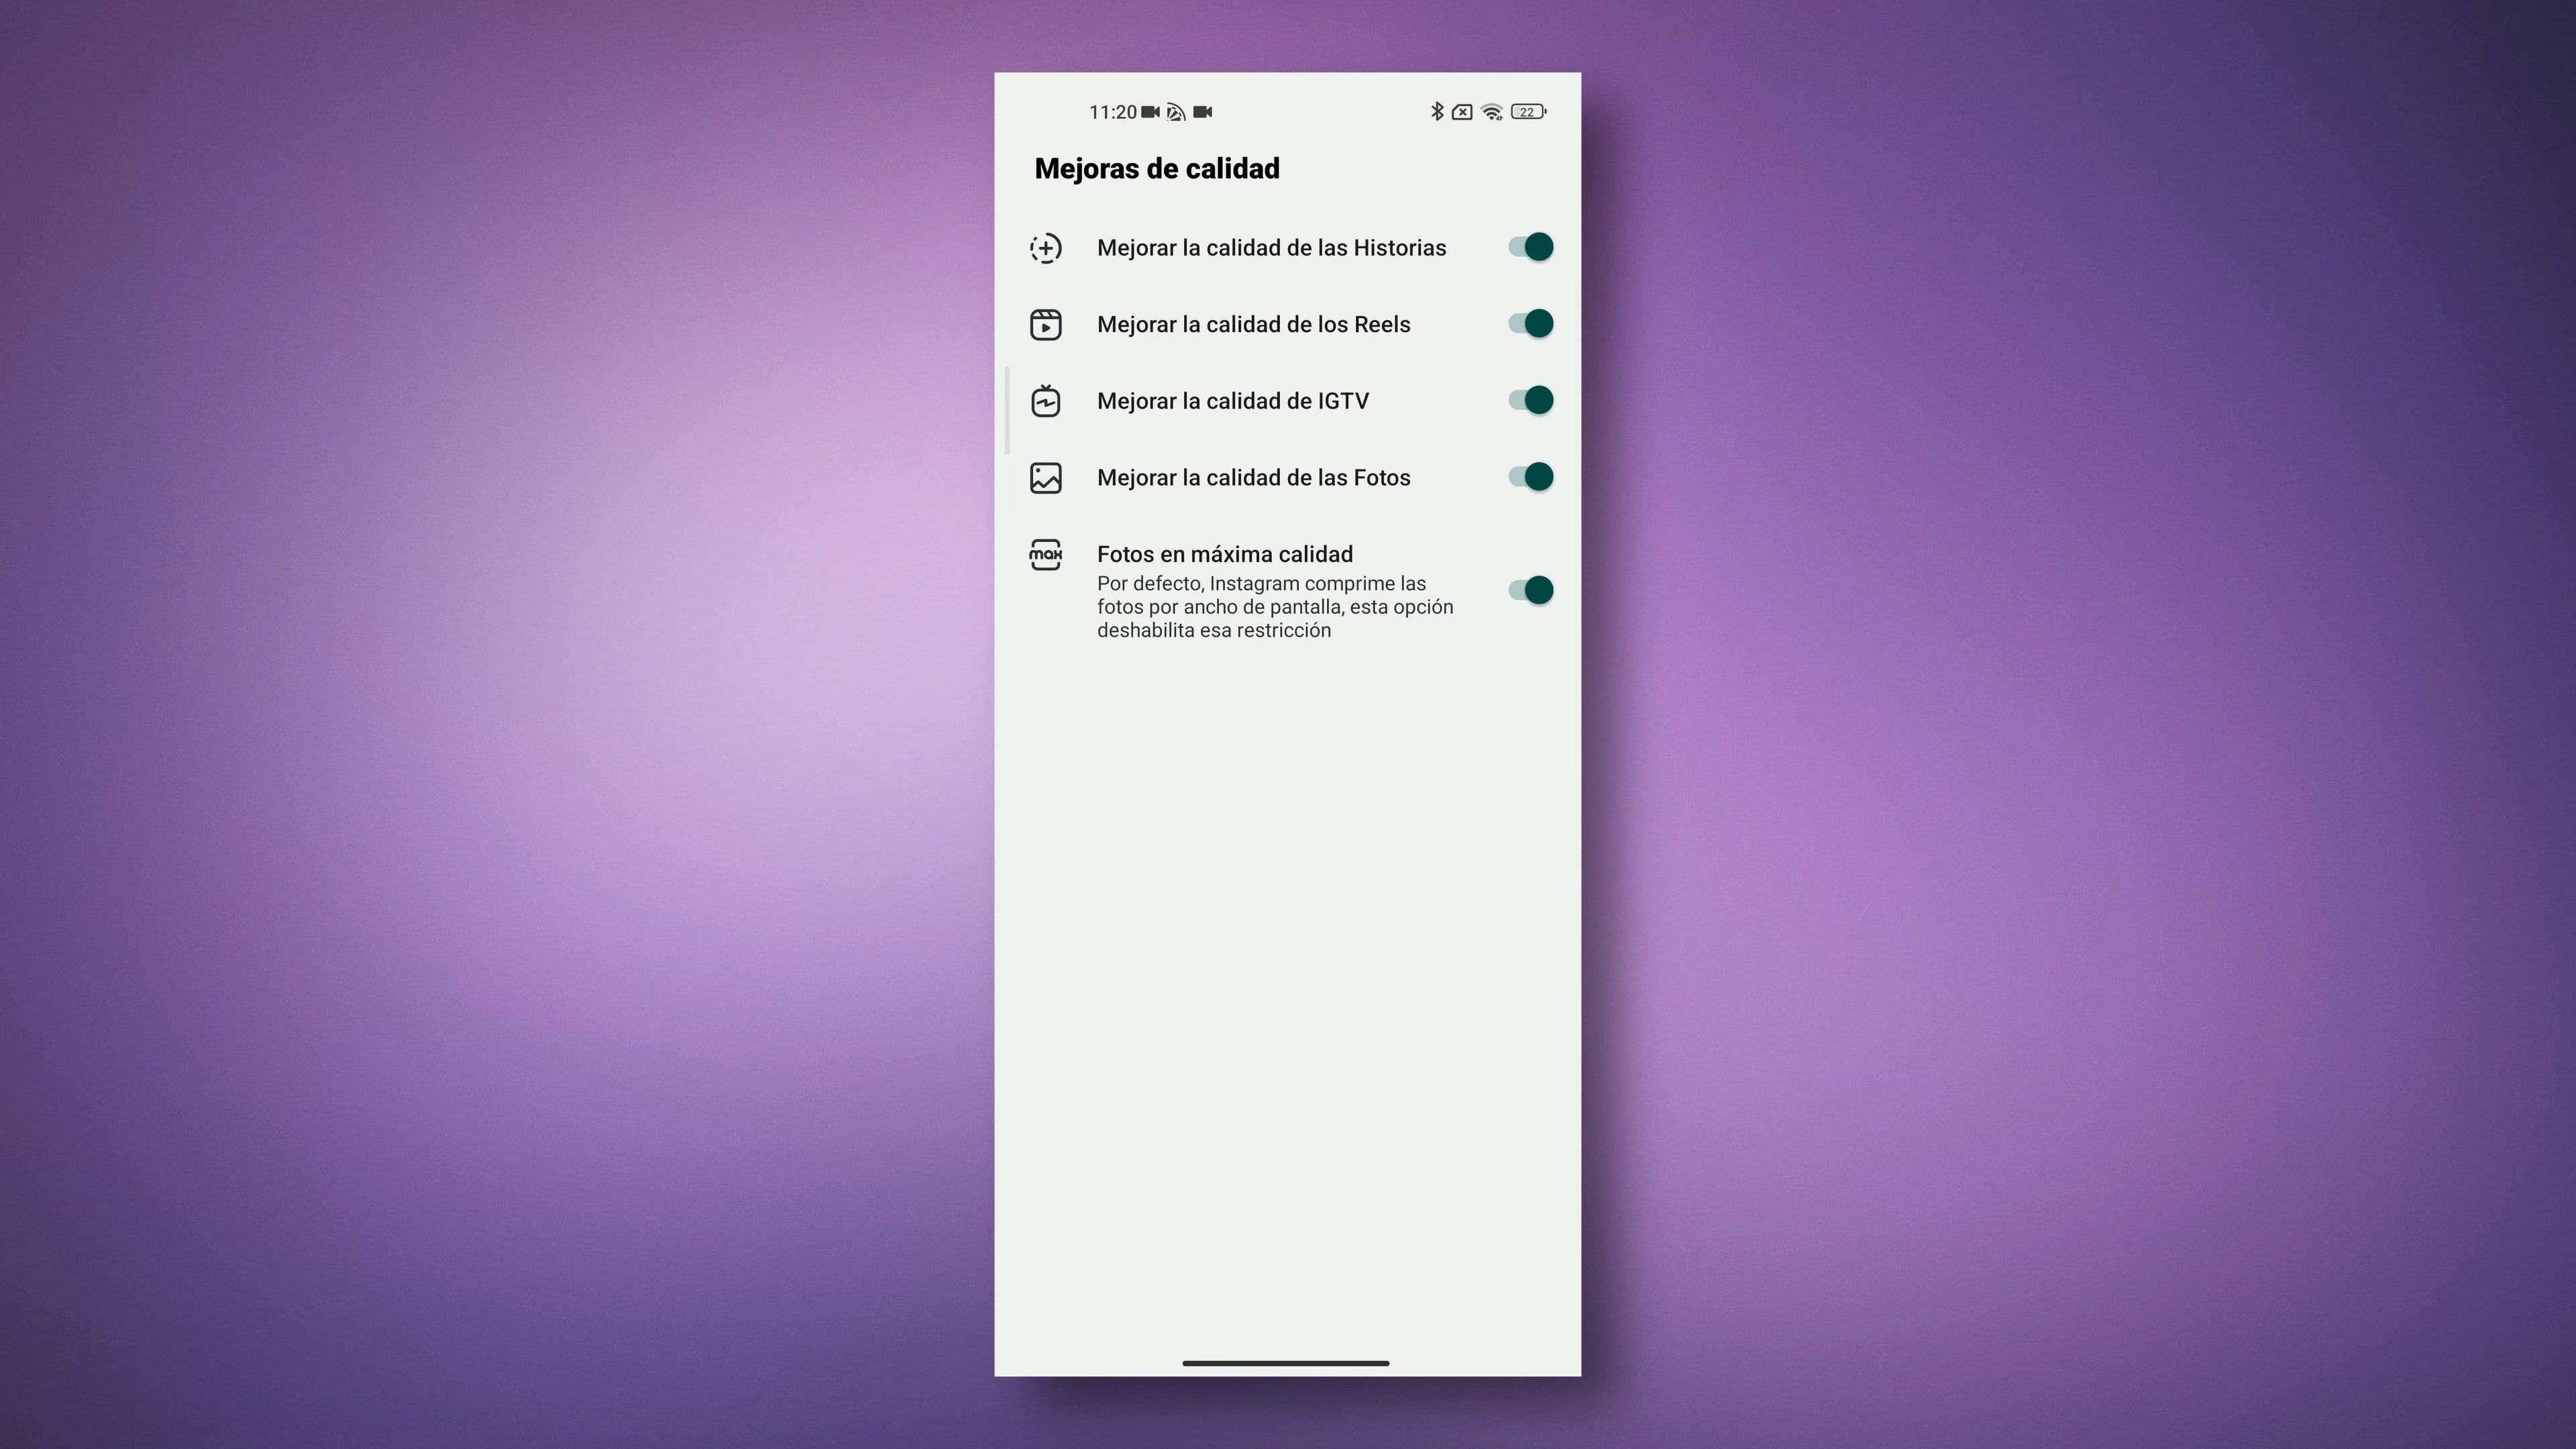 11:20
22
Mejoras de calidad
Mejorar la calidad de las Historias
Mejorar la calidad de los Reels
Mejorar la calidad de IGTV
Mejorar la calidad de las Fotos
max
Fotos en máxima calidad
Por defecto, Instagram comprime las
fotos por ancho de pantalla, esta opción
deshabilita esa restricción